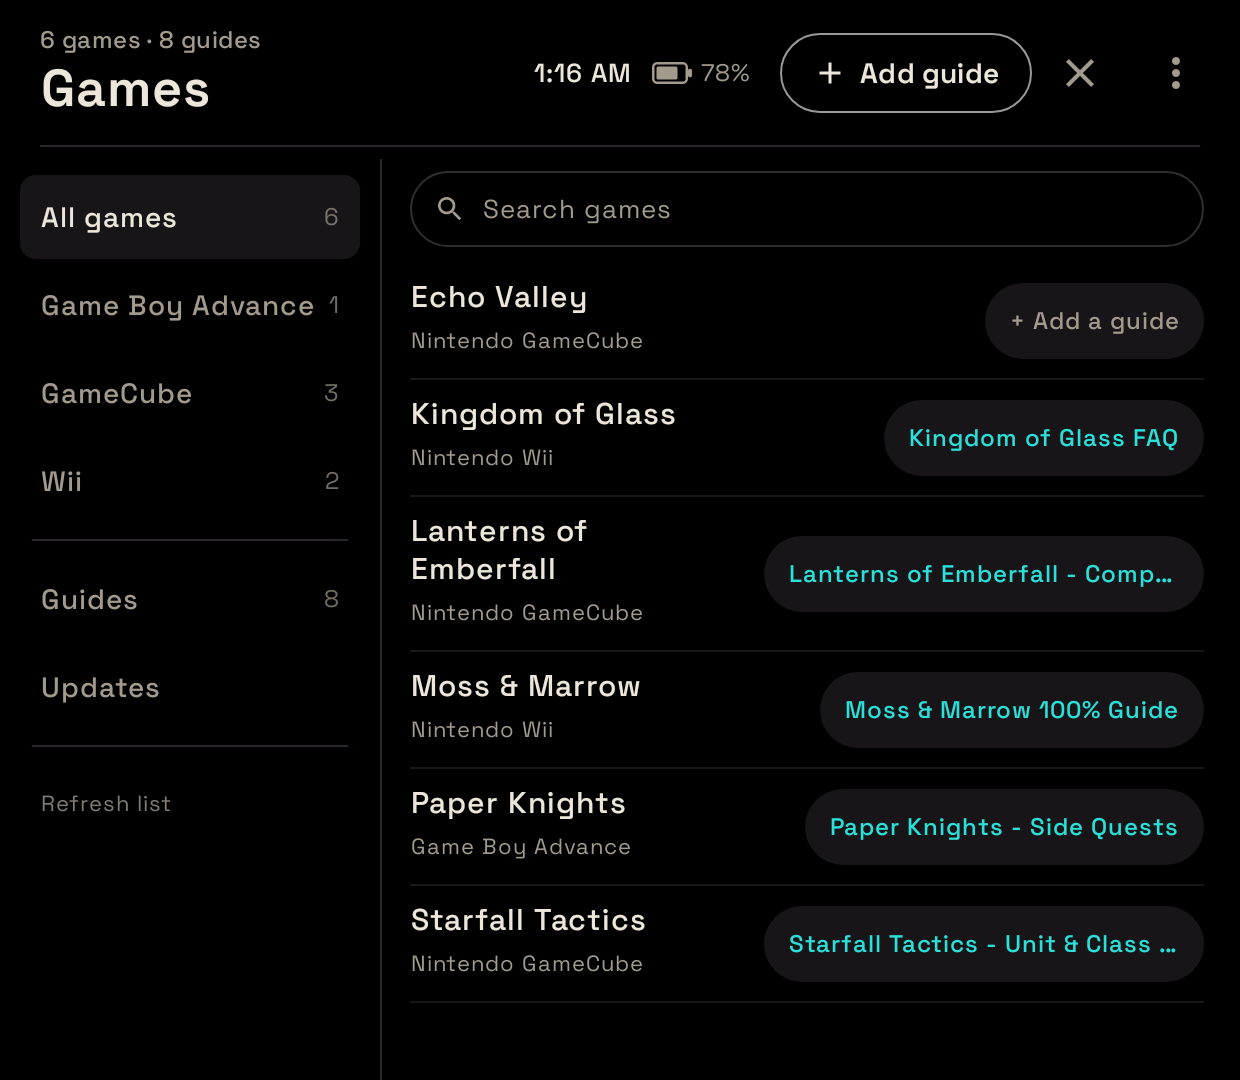 6 games · 8 guides
Games
1:16 AM 78% + Add guide
All games 6
Game Boy Advance 1
GameCube 3
Wii 2
Guides 8
Updates
Refresh list
Search games
Echo Valley
Nintendo GameCube
+ Add a guide
Kingdom of Glass
Nintendo Wii
Kingdom of Glass FAQ
Lanterns of
Emberfall
Nintendo GameCube
Lanterns of Emberfall - Comp...
Moss & Marrow
Nintendo Wii
Moss & Marrow 100% Guide
Paper Knights
Game Boy Advance
Paper Knights - Side Quests
Starfall Tactics
Nintendo GameCube
Starfall Tactics - Unit & Class ...